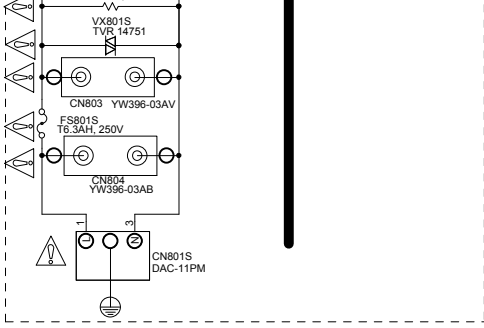 VX801S
TVR 14751
CN803 YW396-03AV
FS801S
T6.3AH, 250V
CN804
YW396-03AB
1 3
L N
CN801S
DAC-11PM